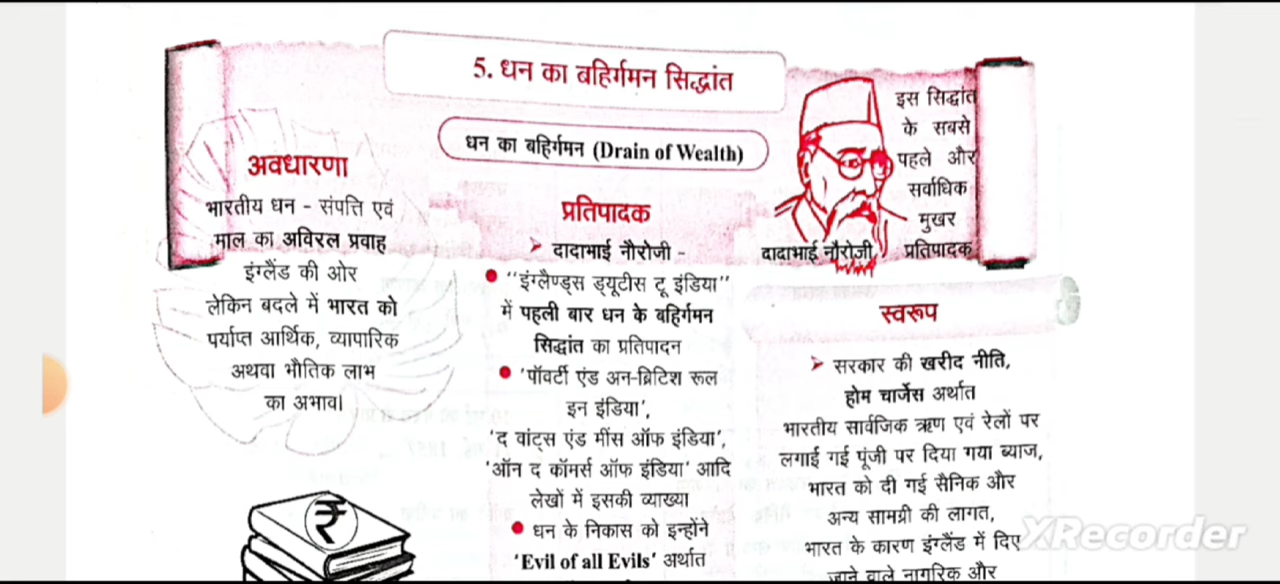 5. धन का बहिर्गमन सिद्धांत
धन का बहिर्गमन (Drain of Wealth)
अवधारणा
भारतीय धन - संपत्ति एवं
माल का अविरल प्रवाह
इंग्लैंड की ओर
लेकिन बदले में भारत को
पर्याप्त आर्थिक, व्यापारिक
अथवा भौतिक लाभ
का अभाव।
₹
प्रतिपादक
➢ दादाभाई नौरोजी -
● "इंग्लैण्ड्स ड्यूटीस टू इंडिया"
में पहली बार धन के बहिर्गमन
सिद्धांत का प्रतिपादन
● 'पॉवर्टी एंड अन-ब्रिटिश रूल
इन इंडिया',
'द वांट्स एंड मींस ऑफ इंडिया',
'ऑन द कॉमर्स ऑफ इंडिया' आदि
लेखों में इसकी व्याख्या
● धन के निकास को इन्होंने
'Evil of all Evils' अर्थात
इस सिद्धांत
के सबसे
पहले और
सर्वाधिक
मुखर
दादाभाई नौरोजी प्रतिपादक
स्वरूप
➢ सरकार की खरीद नीति,
होम चार्जेस अर्थात
भारतीय सार्वजिक ऋण एवं रेलों पर
लगाई गई पूंजी पर दिया गया ब्याज,
भारत को दी गई सैनिक और
अन्य सामग्री की लागत,
भारत के कारण इंग्लैंड में दिए
जाने वाले नागरिक और
XRecorder